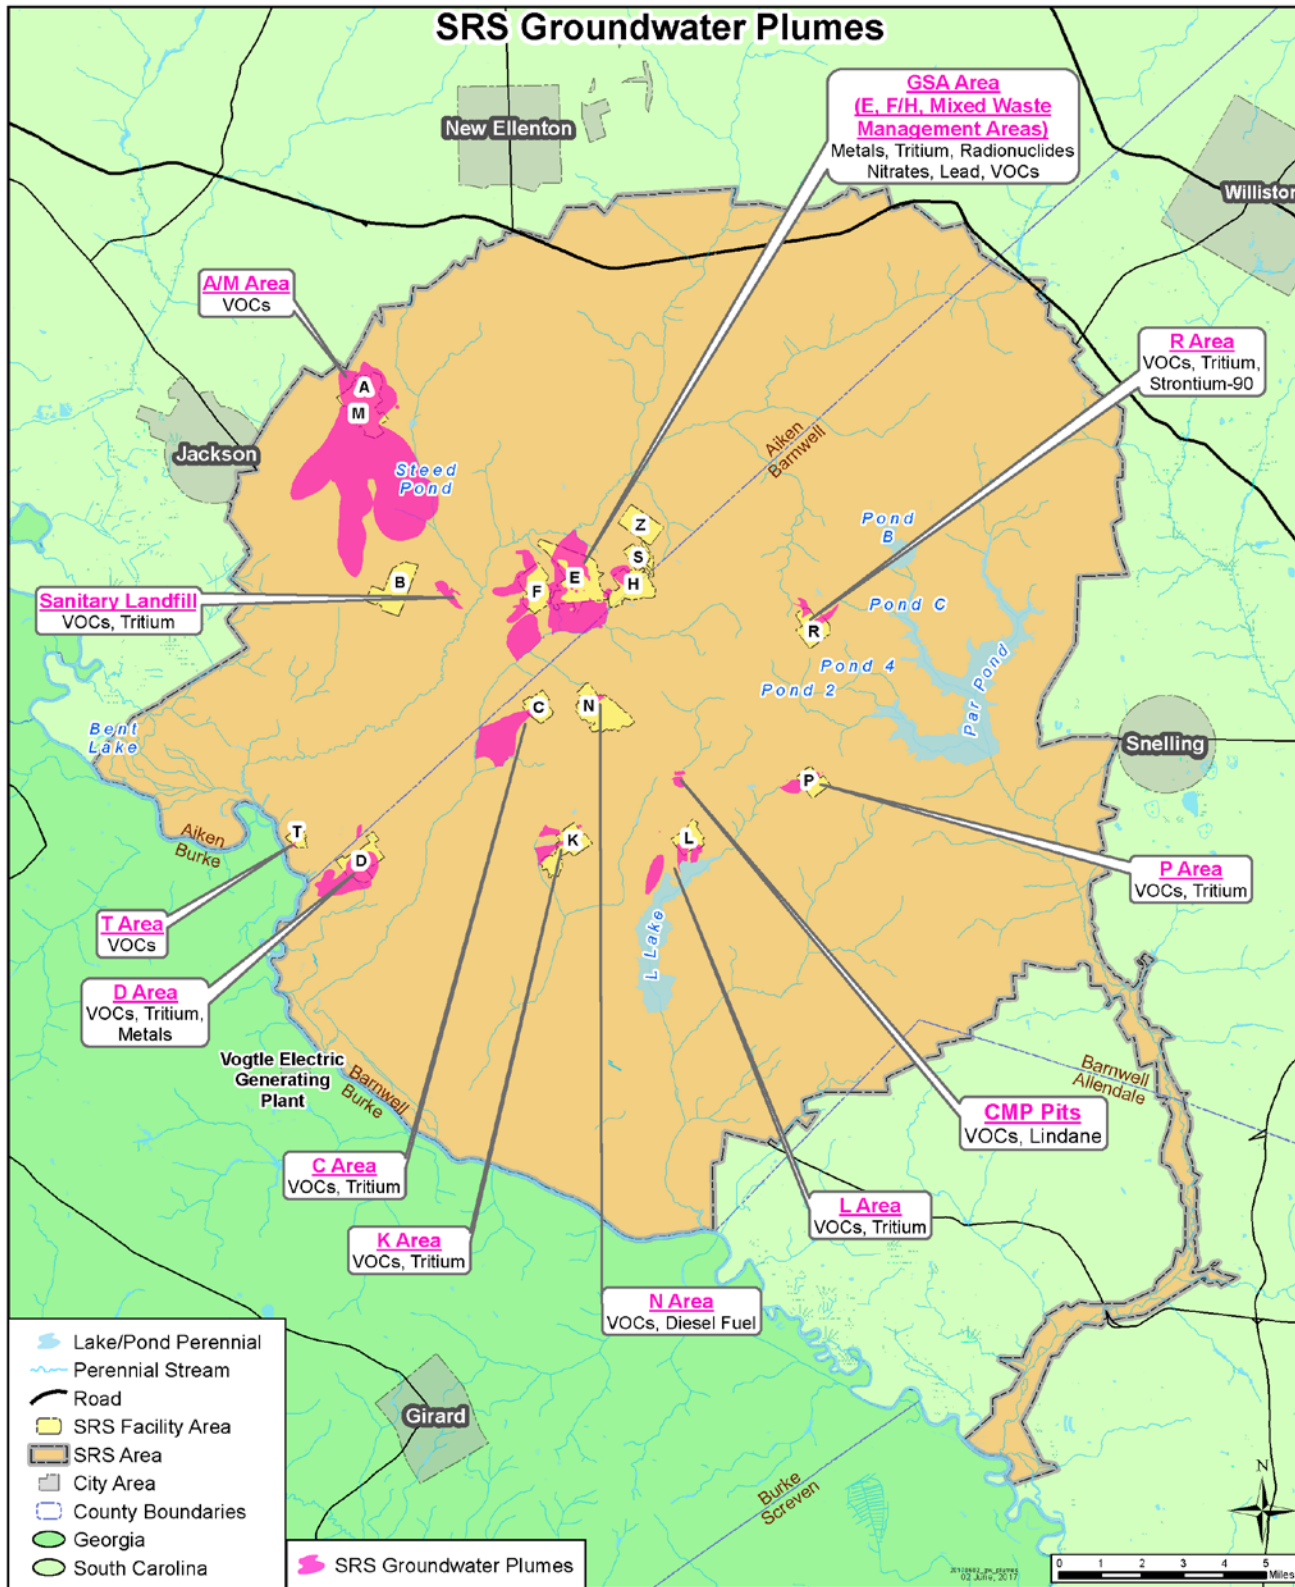 SRS Groundwater Plumes
GSA Area
(E, F/H, Mixed Waste
Management Areas)
Metals, Tritium, Radionuclides
Nitrates, Lead, VOCs
New Ellenton
Williston
A/M Area
VOCs
R Area
VOCs, Tritium,
Strontium-90
A
M
Jackson
Steed
Pond
Aiken
Barnwell
Pond
B
Z
S
H
E
F
B
Sanitary Landfill
VOCs, Tritium
Pond C
R
Pond 4
Pond 2
Par Pond
C
N
Bent
Lake
Snelling
P
T
Aiken
Burke
D
K
L
P Area
VOCs, Tritium
T Area
VOCs
L Lake
D Area
VOCs, Tritium,
Metals
Vogtle Electric
Generating
Plant
Barnwell
Burke
Barnwell
Allendale
CMP Pits
VOCs, Lindane
C Area
VOCs, Tritium
L Area
VOCs, Tritium
K Area
VOCs, Tritium
N Area
VOCs, Diesel Fuel
Lake/Pond Perennial
Perennial Stream
Road
SRS Facility Area
SRS Area
City Area
County Boundaries
Georgia
South Carolina
SRS Groundwater Plumes
Girard
Burke
Screven
N
02 June, 2017
0 1 2 3 4 5
Miles